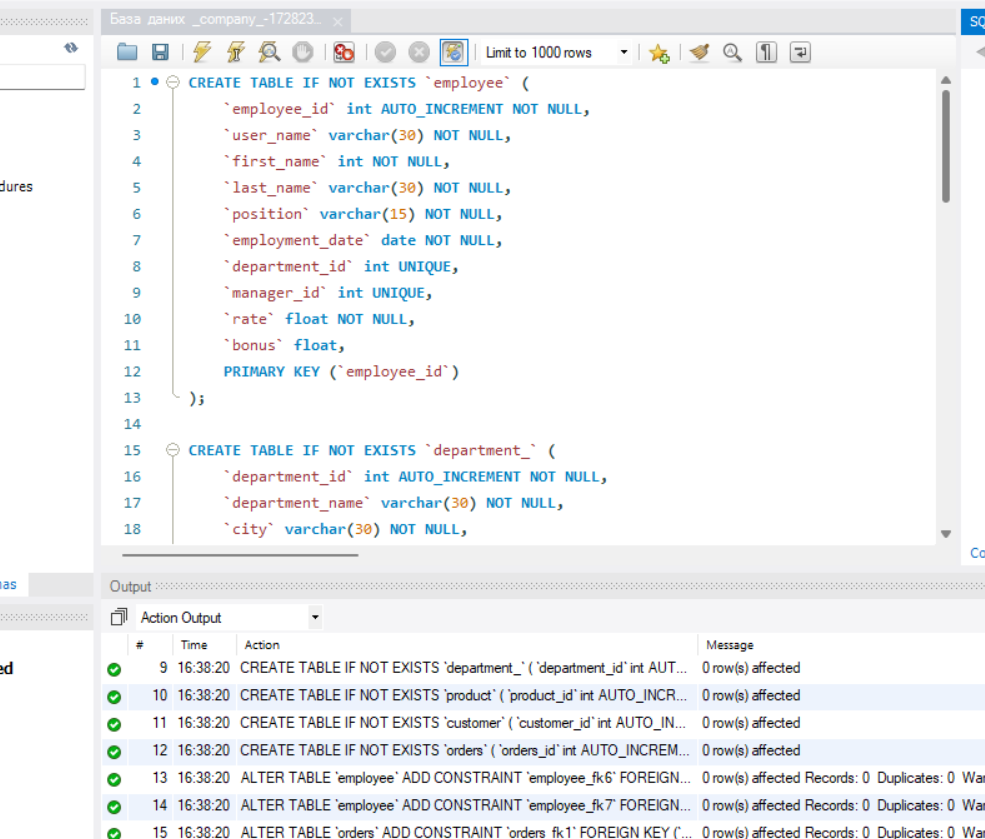 База даних _company_-172823...
SQ
Limit to 1000 rows
dures
1 CREATE TABLE IF NOT EXISTS `employee` (
2 `employee_id` int AUTO_INCREMENT NOT NULL,
3 `user_name` varchar(30) NOT NULL,
4 `first_name` int NOT NULL,
5 `last_name` varchar(30) NOT NULL,
6 `position` varchar(15) NOT NULL,
7 `employment_date` date NOT NULL,
8 `department_id` int UNIQUE,
9 `manager_id` int UNIQUE,
10 `rate` float NOT NULL,
11 `bonus` float,
12 PRIMARY KEY (`employee_id`)
13 );
14
15 CREATE TABLE IF NOT EXISTS `department_` (
16 `department_id` int AUTO_INCREMENT NOT NULL,
17 `department_name` varchar(30) NOT NULL,
18 `city` varchar(30) NOT NULL,
Co
nas
Output
Action Output
ed
# Time Action Message
9 16:38:20 CREATE TABLE IF NOT EXISTS `department_` ( `department_id` int AUT... 0 row(s) affected
10 16:38:20 CREATE TABLE IF NOT EXISTS `product` ( `product_id` int AUTO_INCR... 0 row(s) affected
11 16:38:20 CREATE TABLE IF NOT EXISTS `customer` ( `customer_id` int AUTO_IN... 0 row(s) affected
12 16:38:20 CREATE TABLE IF NOT EXISTS `orders` ( `orders_id` int AUTO_INCREM... 0 row(s) affected
13 16:38:20 ALTER TABLE `employee` ADD CONSTRAINT `employee_fk6` FOREIGN... 0 row(s) affected Records: 0 Duplicates: 0 War
14 16:38:20 ALTER TABLE `employee` ADD CONSTRAINT `employee_fk7` FOREIGN... 0 row(s) affected Records: 0 Duplicates: 0 War
15 16:38:20 ALTER TABLE `orders` ADD CONSTRAINT `orders_fk1` FOREIGN KEY (`... 0 row(s) affected Records: 0 Duplicates: 0 War